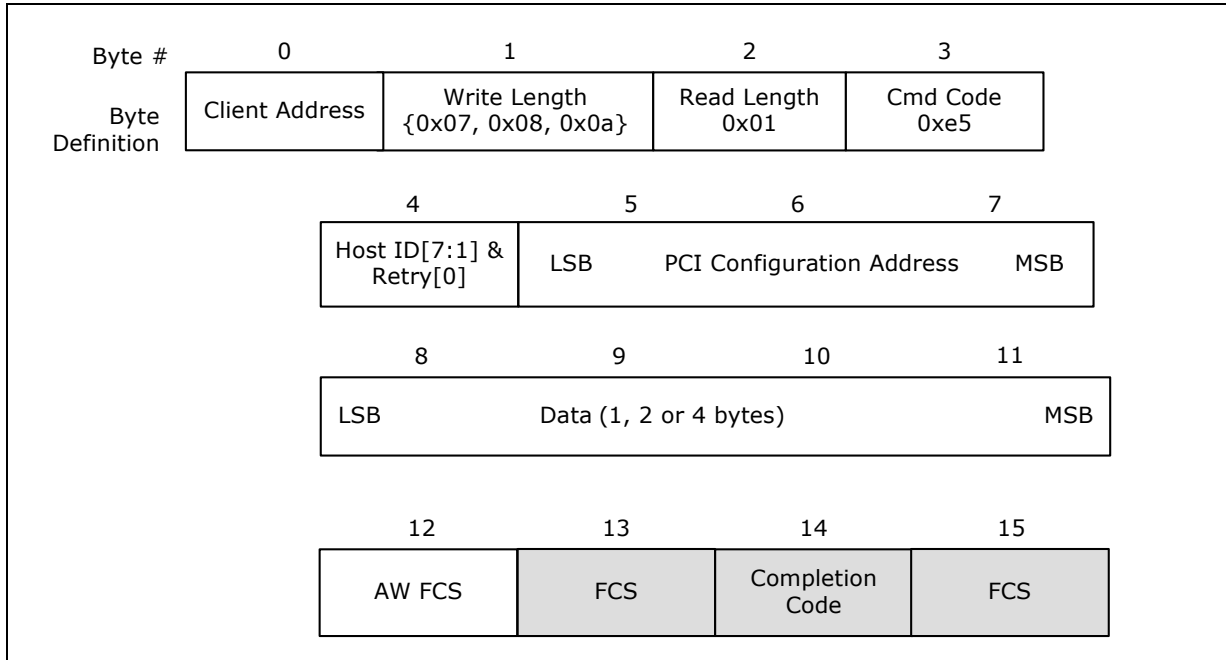 Byte # 0 1 2 3
Byte Definition
Client Address
Write Length
{0x07, 0x08, 0x0a}
Read Length
0x01
Cmd Code
0xe5
4 5 6 7
Host ID[7:1] &
Retry[0]
LSB PCI Configuration Address MSB
8 9 10 11
LSB Data (1, 2 or 4 bytes) MSB
12 13 14 15
AW FCS
FCS
Completion
Code
FCS